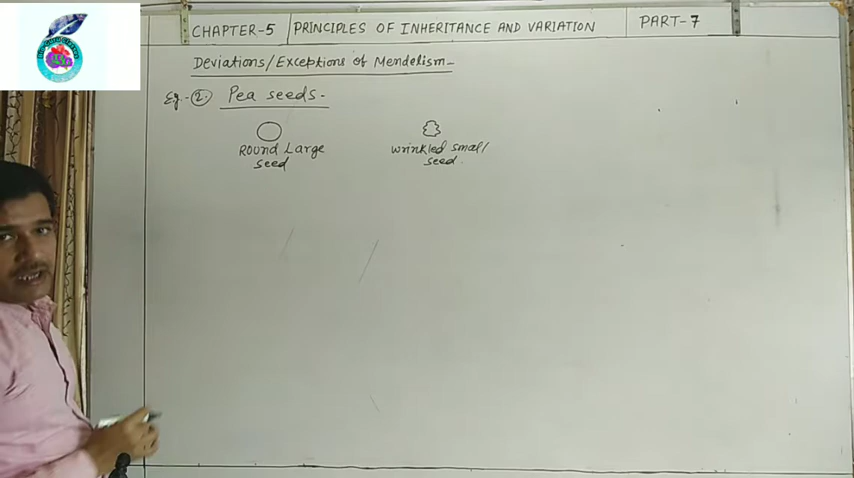 CHAPTER-5 PRINCIPLES OF INHERITANCE AND VARIATION PART-7
Deviations/Exceptions of Mendelism-
Eg.-② Pea seeds-
Round Large
seed
wrinkled small
seed.